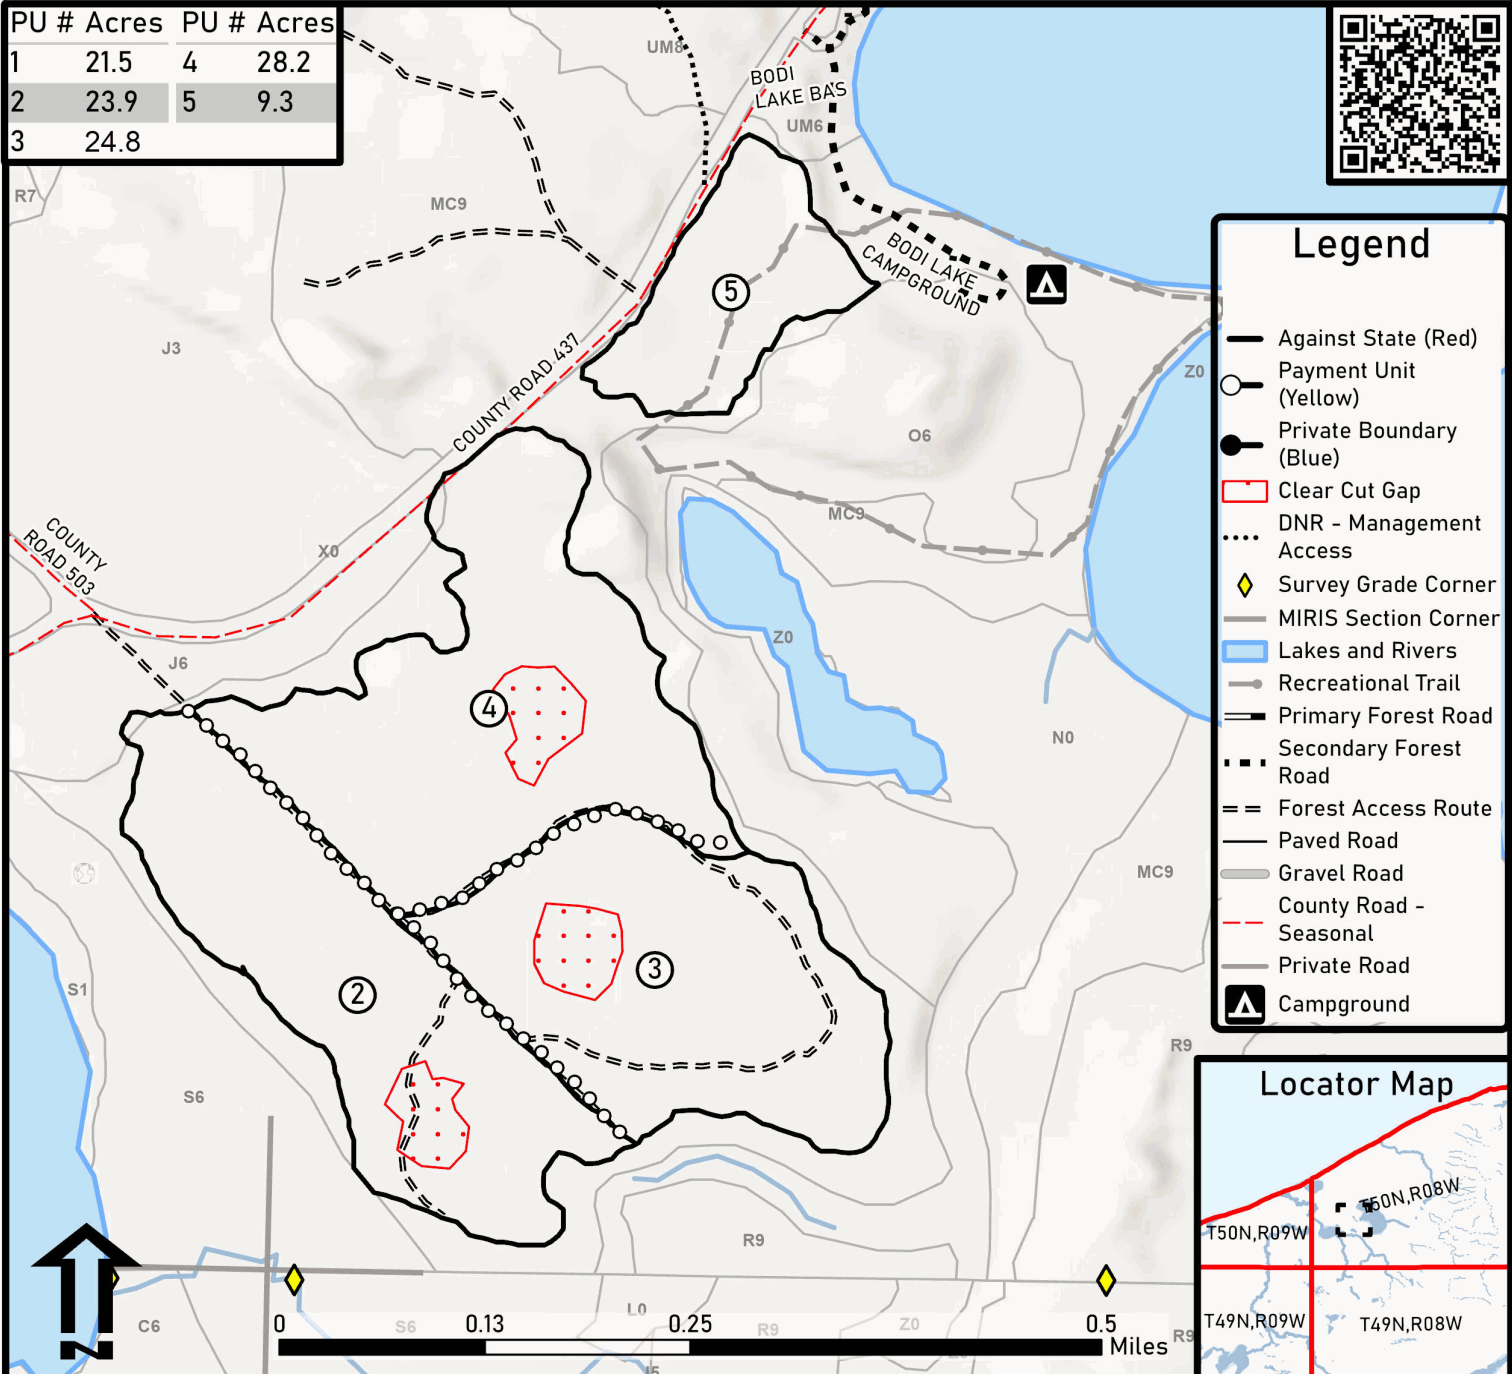 PU # Acres PU # Acres
1 21.5 4 28.2
2 23.9 5 9.3
3 24.8
UM8
BODI
LAKE BAS
UM6
R7
MC9
BODI LAKE
CAMPGROUND
5
J3
COUNTY ROAD 437
Z0
O6
MC9
COUNTY
ROAD 503
X0
Z0
J6
4
N0
MC9
3
2
S1
R9
S6
R9
C6
S6
L0
R9
Z0
R9
J5
N
0 0.13 0.25 0.5
Miles
Legend
Against State (Red)
Payment Unit
(Yellow)
Private Boundary
(Blue)
Clear Cut Gap
DNR - Management
Access
Survey Grade Corner
MIRIS Section Corner
Lakes and Rivers
Recreational Trail
Primary Forest Road
Secondary Forest
Road
Forest Access Route
Paved Road
Gravel Road
County Road -
Seasonal
Private Road
Campground
Locator Map
T50N,R08W
T50N,R09W
T49N,R09W
T49N,R08W